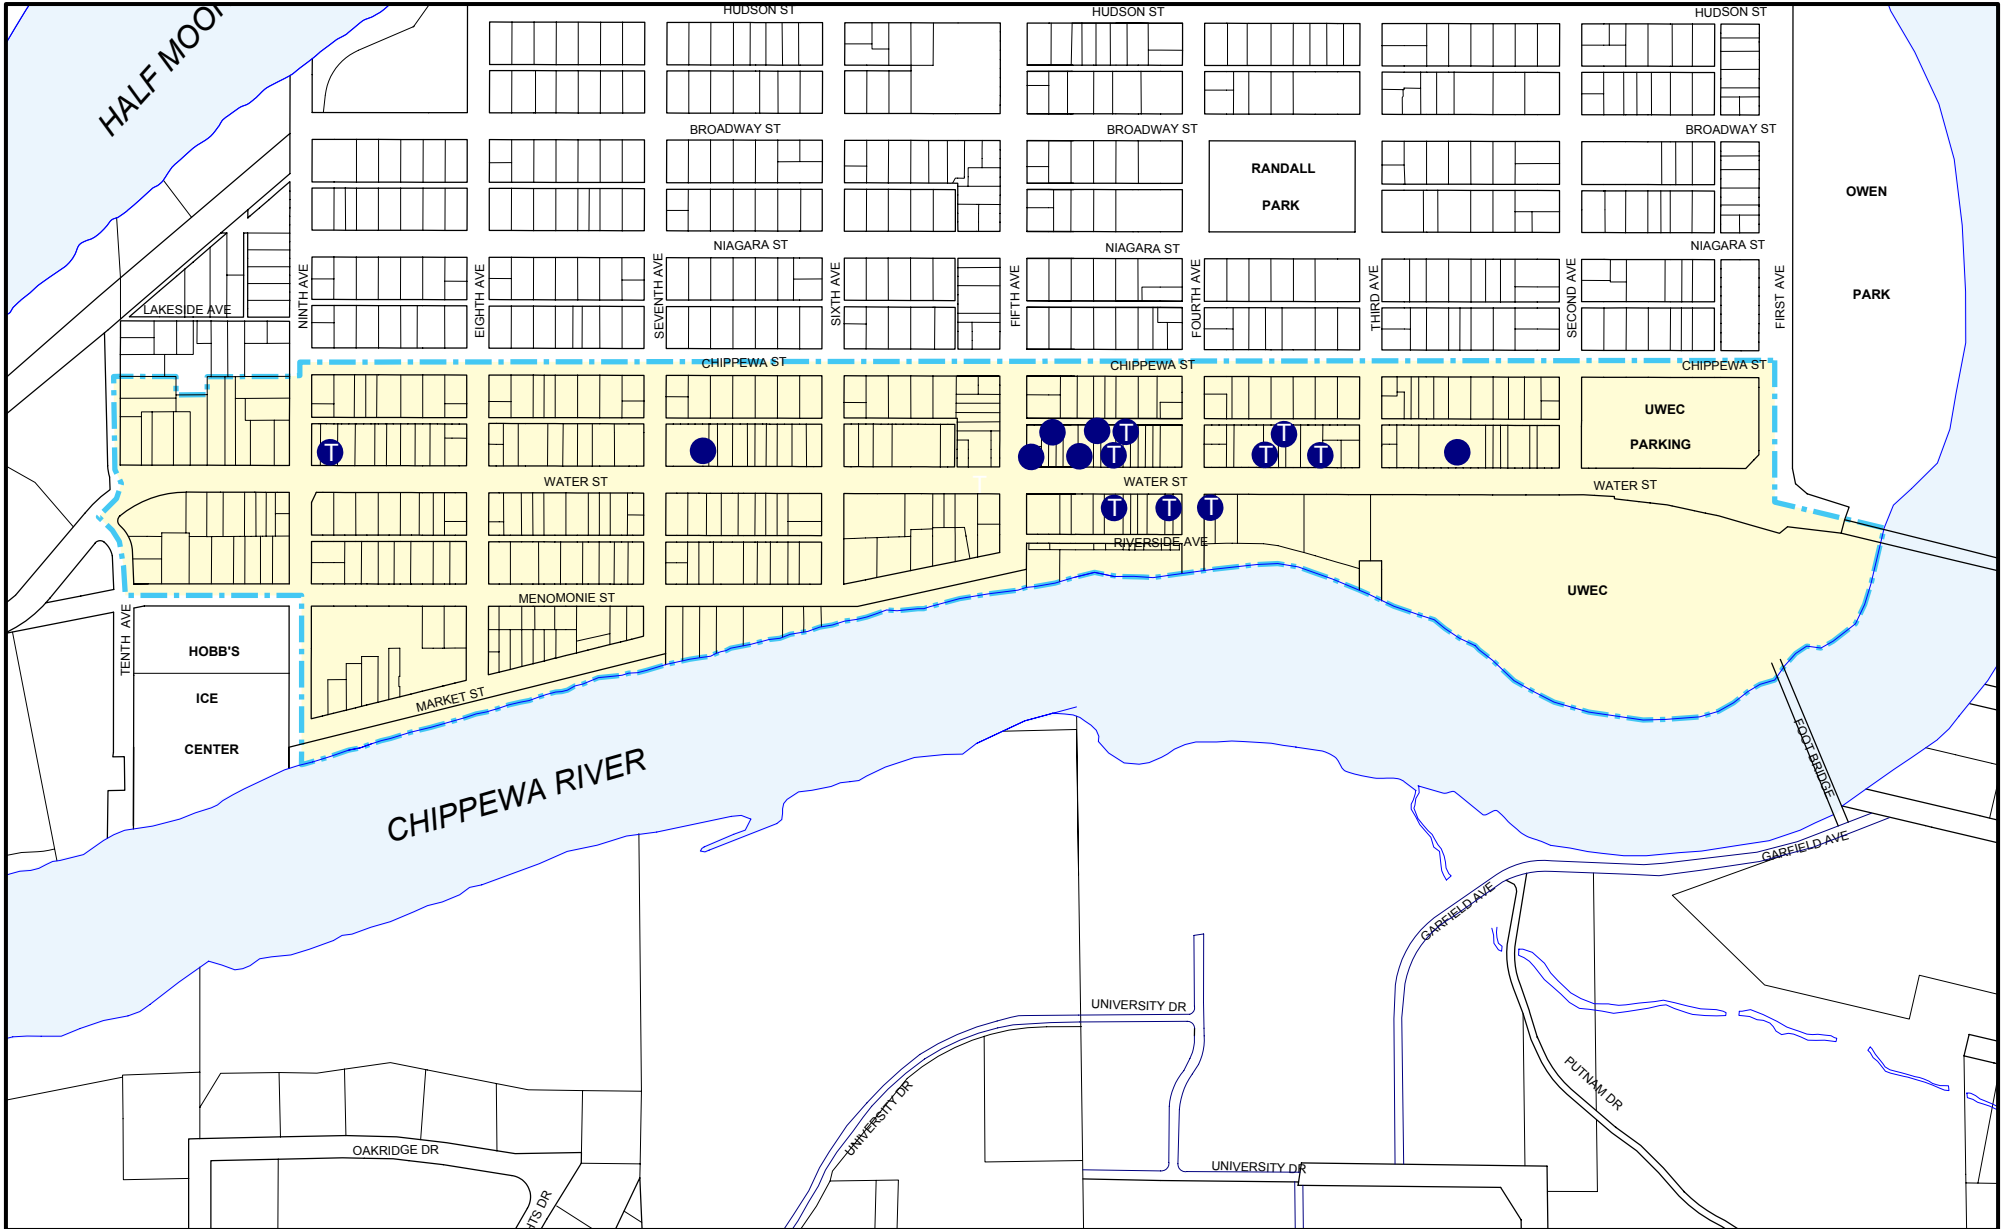 HUDSON ST
HUDSON ST
HUDSON ST
HALF MOON
BROADWAY ST
BROADWAY ST
BROADWAY ST
RANDALL
PARK
OWEN
PARK
NIAGARA ST
NIAGARA ST
NIAGARA ST
NINTH AVE
EIGHTH AVE
SEVENTH AVE
SIXTH AVE
FIFTH AVE
FOURTH AVE
THIRD AVE
SECOND AVE
FIRST AVE
LAKESIDE AVE
CHIPPEWA ST
CHIPPEWA ST
CHIPPEWA ST
UWEC
PARKING
T
T
T
T
T
T
WATER ST
WATER ST
WATER ST
T
T
T
RIVERSIDE AVE
UWEC
MENOMONIE ST
TENTH AVE
HOBB'S
ICE
CENTER
MARKET ST
CHIPPEWA RIVER
FOOT BRIDGE
GARFIELD AVE
GARFIELD AVE
UNIVERSITY DR
UNIVERSITY DR
UNIVERSITY DR
PUTNAM DR
OAKRIDGE DR
HTS DR